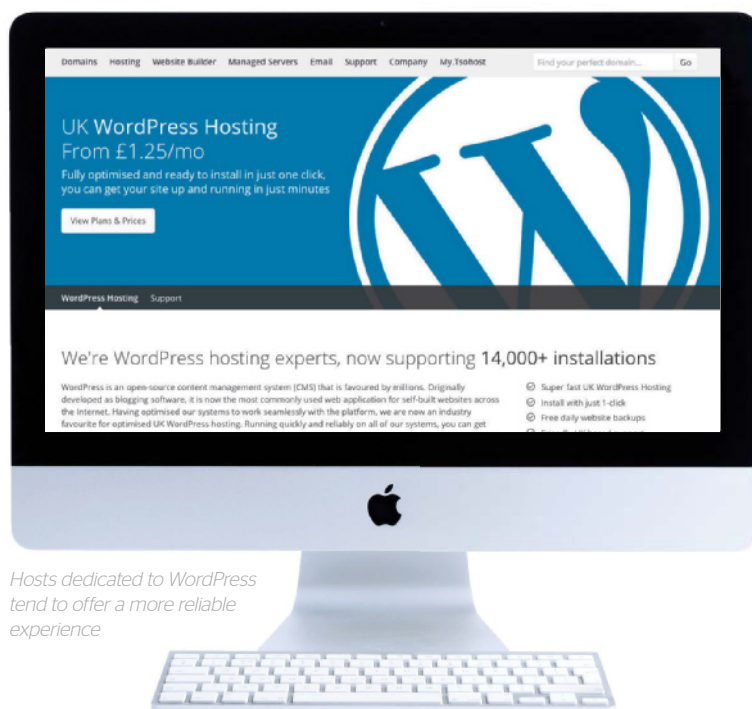 Domains Hosting Website Builder Managed Servers Email Support Company My.Tsohost Find your perfect domain... Go
UK WordPress Hosting
From £1.25/mo
Fully optimised and ready to install in just one click,
you can get your site up and running in just minutes
View Plans & Prices
WordPress Hosting Support
We're WordPress hosting experts, now supporting 14,000+ installations
WordPress is an open-source content management system (CMS) that is favoured by millions. Originally
developed as blogging software, it is now the most commonly used web application for self-built websites across
the internet. Having optimised our systems to work seamlessly with the platform, we are now an industry
favourite for optimised UK WordPress hosting. Running quickly and reliably on all of our systems, you can get
Super fast UK WordPress Hosting
Install with just 1-click
Free daily website backups
Hosts dedicated to WordPress
tend to offer a more reliable
experience